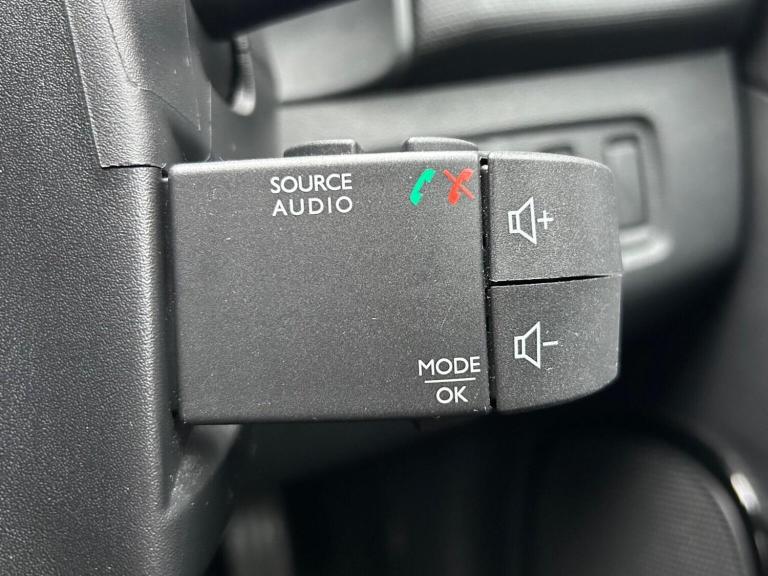 SOURCE
AUDIO
+
-
MODE
OK